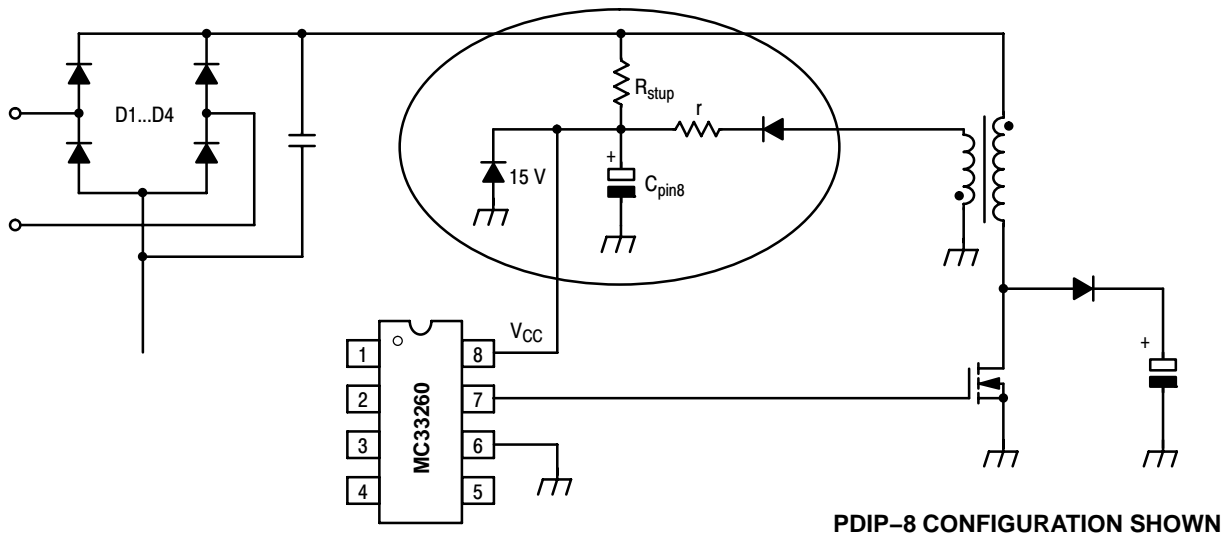 D1...D4
R_stup
r
+
15 V
C_pin8
V_CC
1
8
2
7
3
6
4
5
MC33260
+
PDIP–8 CONFIGURATION SHOWN